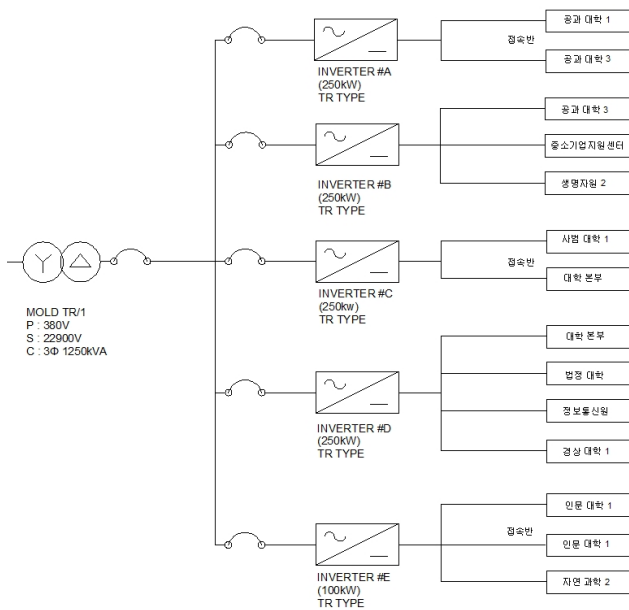 공과 대학 1
접속반
공과 대학 3
INVERTER #A
(250kW)
TR TYPE
공과 대학 3
중소기업지원센터
생명자원 2
INVERTER #B
(250kW)
TR TYPE
사범 대학 1
접속반
대학 본부
INVERTER #C
(250kw)
TR TYPE
MOLD TR/1
P : 380V
S : 22900V
C : 3Φ 1250kVA
대학 본부
법정 대학
정보통신원
경상 대학 1
INVERTER #D
(250kW)
TR TYPE
인문 대학 1
접속반
인문 대학 1
자연 과학 2
INVERTER #E
(100kW)
TR TYPE